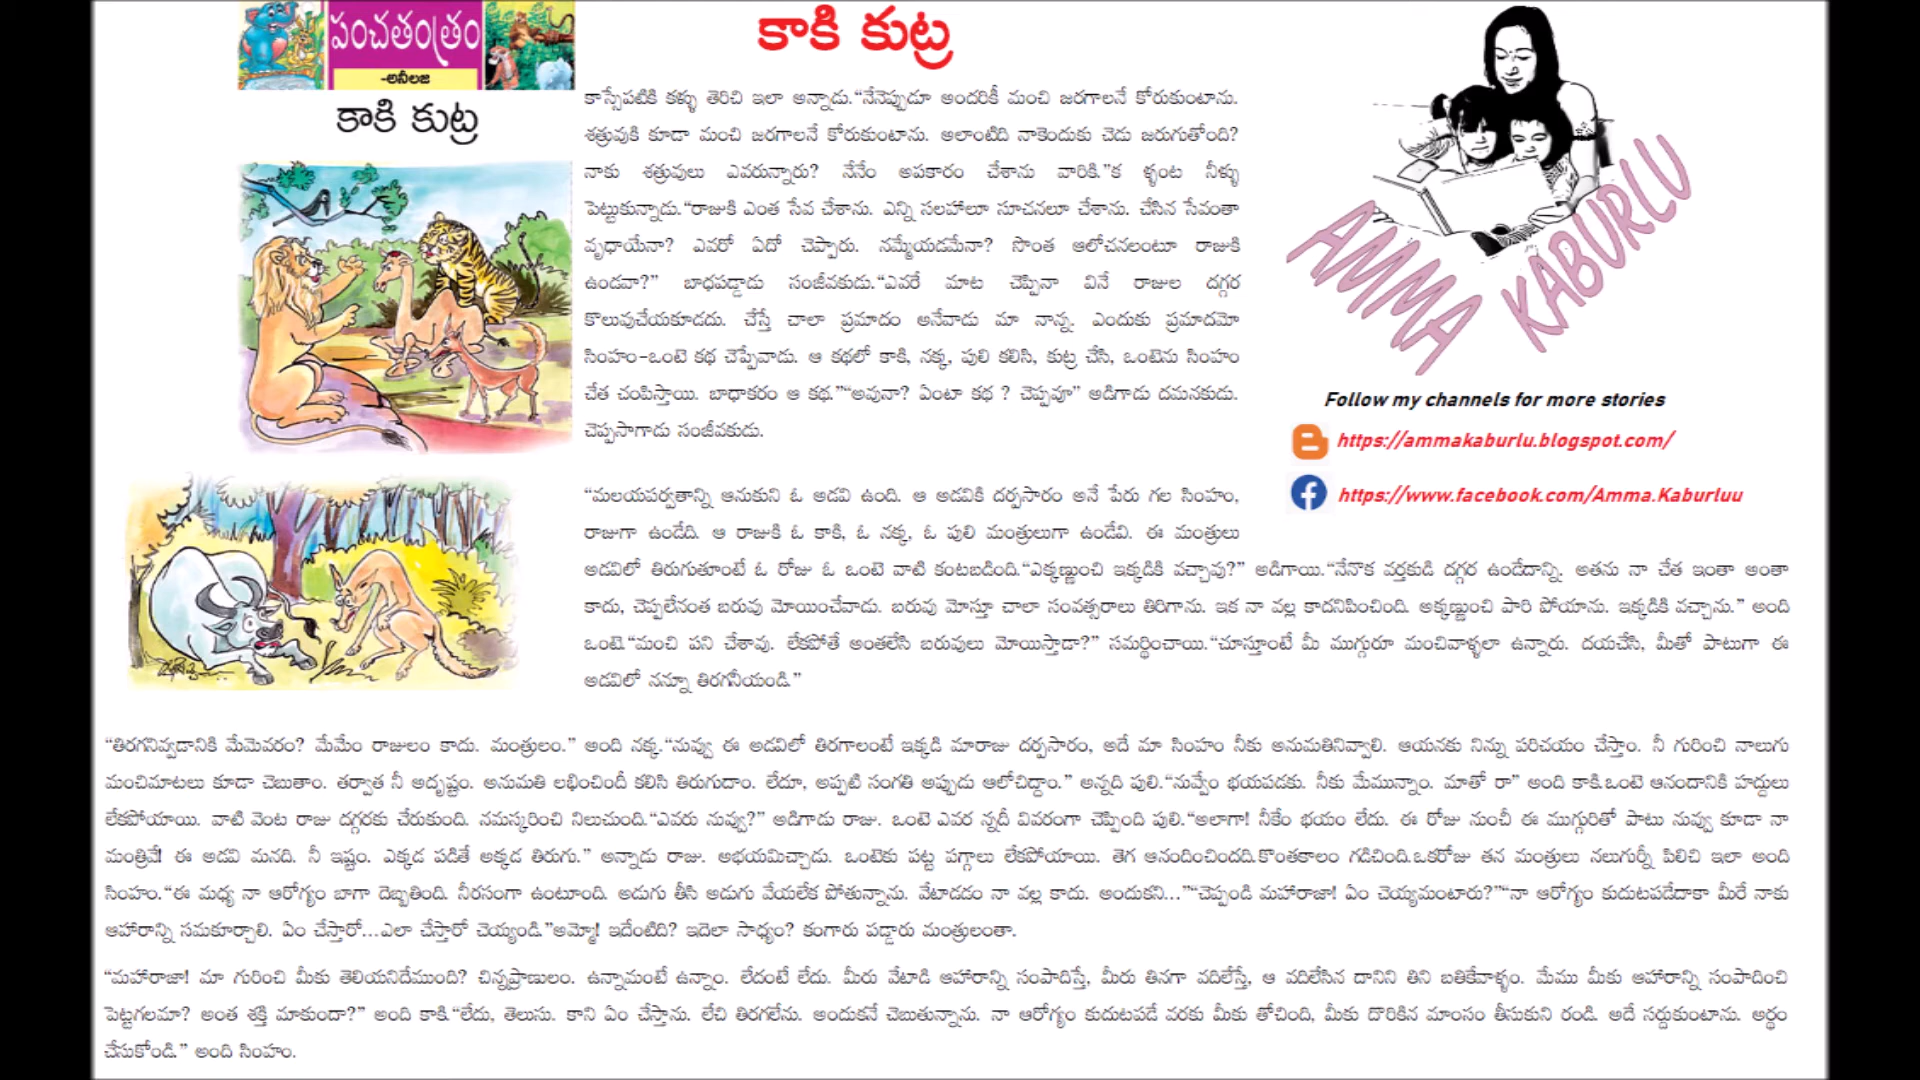 పంచతంత్రం
-అనీలజ
కాకి కుట్ర
కాకి కుట్ర
కాస్సేపటికి కళ్ళు తెరిచి ఇలా అన్నాడు.“నేనెప్పుడూ అందరికీ మంచి జరగాలనే కోరుకుంటాను.
శత్రువుకి కూడా మంచి జరగాలనే కోరుకుంటాను. అలాంటిది నాకెందుకు చెడు జరుగుతోంది?
నాకు శత్రువులు ఎవరున్నారు? నేనేం అపకారం చేశాను వారికి.”క ళ్ళంట నీళ్ళు
పెట్టుకున్నాడు.“రాజుకి ఎంత సేవ చేశాను. ఎన్ని సలహాలూ సూచనలూ చేశాను. చేసిన సేవంతా
వృధాయేనా? ఎవరో ఏదో చెప్పారు. నమ్మేయడమేనా? సొంత ఆలోచనలంటూ రాజుకి
ఉండవా?” బాధపడ్డాడు సంజీవకుడు.“ఎవరే మాట చెప్పినా వినే రాజుల దగ్గర
కొలువుచేయకూడదు. చేస్తే చాలా ప్రమాదం అనేవాడు మా నాన్న. ఎందుకు ప్రమాదమో
సింహం-ఒంటె కథ చెప్పేవాడు. ఆ కథలో కాకి, నక్క, పులి కలిసి, కుట్ర చేసి, ఒంటెను సింహం
చేత చంపిస్తాయి. బాధాకరం ఆ కథ.”“అవునా? ఏంటా కథ ? చెప్పవూ” అడిగాడు దమనకుడు.
చెప్పసాగాడు సంజీవకుడు.
“మలయపర్వతాన్ని ఆనుకుని ఓ అడవి ఉంది. ఆ అడవికి దర్పసారం అనే పేరు గల సింహం,
రాజుగా ఉండేది. ఆ రాజుకి ఓ కాకి, ఓ నక్క, ఓ పులి మంత్రులుగా ఉండేవి. ఈ మంత్రులు
అడవిలో తిరుగుతూంటే ఓ రోజు ఓ ఒంటె వాటి కంటబడింది.“ఎక్కణ్ణుంచి ఇక్కడికి వచ్చావు?” అడిగాయి.“నేనొక వర్తకుడి దగ్గర ఉండేదాన్ని. అతను నా చేత ఇంతా అంతా
కాదు, చెప్పలేనంత బరువు మోయించేవాడు. బరువు మోస్తూ చాలా సంవత్సరాలు తిరిగాను. ఇక నా వల్ల కాదనిపించింది. అక్కణ్ణుంచి పారి పోయాను. ఇక్కడికి వచ్చాను.” అంది
ఒంటె.“మంచి పని చేశావు. లేకపోతే అంతలేసి బరువులు మోయిస్తాడా?” సమర్థించాయి.“చూస్తూంటే మీ ముగ్గురూ మంచివాళ్ళలా ఉన్నారు. దయచేసి, మీతో పాటుగా ఈ
అడవిలో నన్నూ తిరగనీయండి.”
“తిరగనివ్వడానికి మేమెవరం? మేమేం రాజులం కాదు. మంత్రులం.” అంది నక్క.“నువ్వు ఈ అడవిలో తిరగాలంటే ఇక్కడి మారాజు దర్పసారం, అదే మా సింహం నీకు అనుమతినివ్వాలి. ఆయనకు నిన్ను పరిచయం చేస్తాం. నీ గురించి నాలుగు
మంచిమాటలు కూడా చెబుతాం. తర్వాత నీ అదృష్టం. అనుమతి లభించిందీ కలిసి తిరుగుదాం. లేదూ, అప్పటి సంగతి అప్పుడు ఆలోచిద్దాం.” అన్నది పులి.“నువ్వేం భయపడకు. నీకు మేమున్నాం. మాతో రా” అంది కాకి.ఒంటె ఆనందానికి హద్దులు
లేకపోయాయి. వాటి వెంట రాజు దగ్గరకు చేరుకుంది. నమస్కరించి నిలుచుంది.“ఎవరు నువ్వు?” అడిగాడు రాజు. ఒంటె ఎవర న్నదీ వివరంగా చెప్పింది పులి.“అలాగా! నీకేం భయం లేదు. ఈ రోజు నుంచీ ఈ ముగ్గురితో పాటు నువ్వు కూడా నా
మంత్రివే! ఈ అడవి మనది. నీ ఇష్టం. ఎక్కడ పడితే అక్కడ తిరుగు.” అన్నాడు రాజు. అభయమిచ్చాడు. ఒంటెకు పట్ట పగ్గాలు లేకపోయాయి. తెగ ఆనందించిందది.కొంతకాలం గడిచింది.ఒకరోజు తన మంత్రులు నలుగుర్నీ పిలిచి ఇలా అంది
సింహం.“ఈ మధ్య నా ఆరోగ్యం బాగా దెబ్బతింది. నీరసంగా ఉంటూంది. అడుగు తీసి అడుగు వేయలేక పోతున్నాను. వేటాడడం నా వల్ల కాదు. అందుకని...”“చెప్పండి మహారాజా! ఏం చెయ్యమంటారు?”“నా ఆరోగ్యం కుదుటపడేదాకా మీరే నాకు
ఆహారాన్ని సమకూర్చాలి. ఏం చేస్తారో...ఎలా చేస్తారో చెయ్యండి.”అమ్మో! ఇదేంటిది? ఇదెలా సాధ్యం? కంగారు పడ్డారు మంత్రులంతా.
“మహారాజా! మా గురించి మీకు తెలియనిదేముంది? చిన్నప్రాణులం. ఉన్నామంటే ఉన్నాం. లేదంటే లేదు. మీరు వేటాడి ఆహారాన్ని సంపాదిస్తే, మీరు తినగా వదిలేస్తే, ఆ వదిలేసిన దానిని తిని బతికేవాళ్ళం. మేము మీకు ఆహారాన్ని సంపాదించి
పెట్టగలమా? అంత శక్తి మాకుందా?” అంది కాకి.“లేదు, తెలుసు. కాని ఏం చేస్తాను. లేచి తిరగలేను. అందుకనే చెబుతున్నాను. నా ఆరోగ్యం కుదుటపడే వరకు మీకు తోచింది, మీకు దొరికిన మాంసం తీసుకుని రండి. అదే సర్దుకుంటాను. అర్థం
చేసుకోండి.” అంది సింహం.
AMMA KABURLU
Follow my channels for more stories
https://ammakaburlu.blogspot.com/
https://www.facebook.com/Amma.Kaburluu